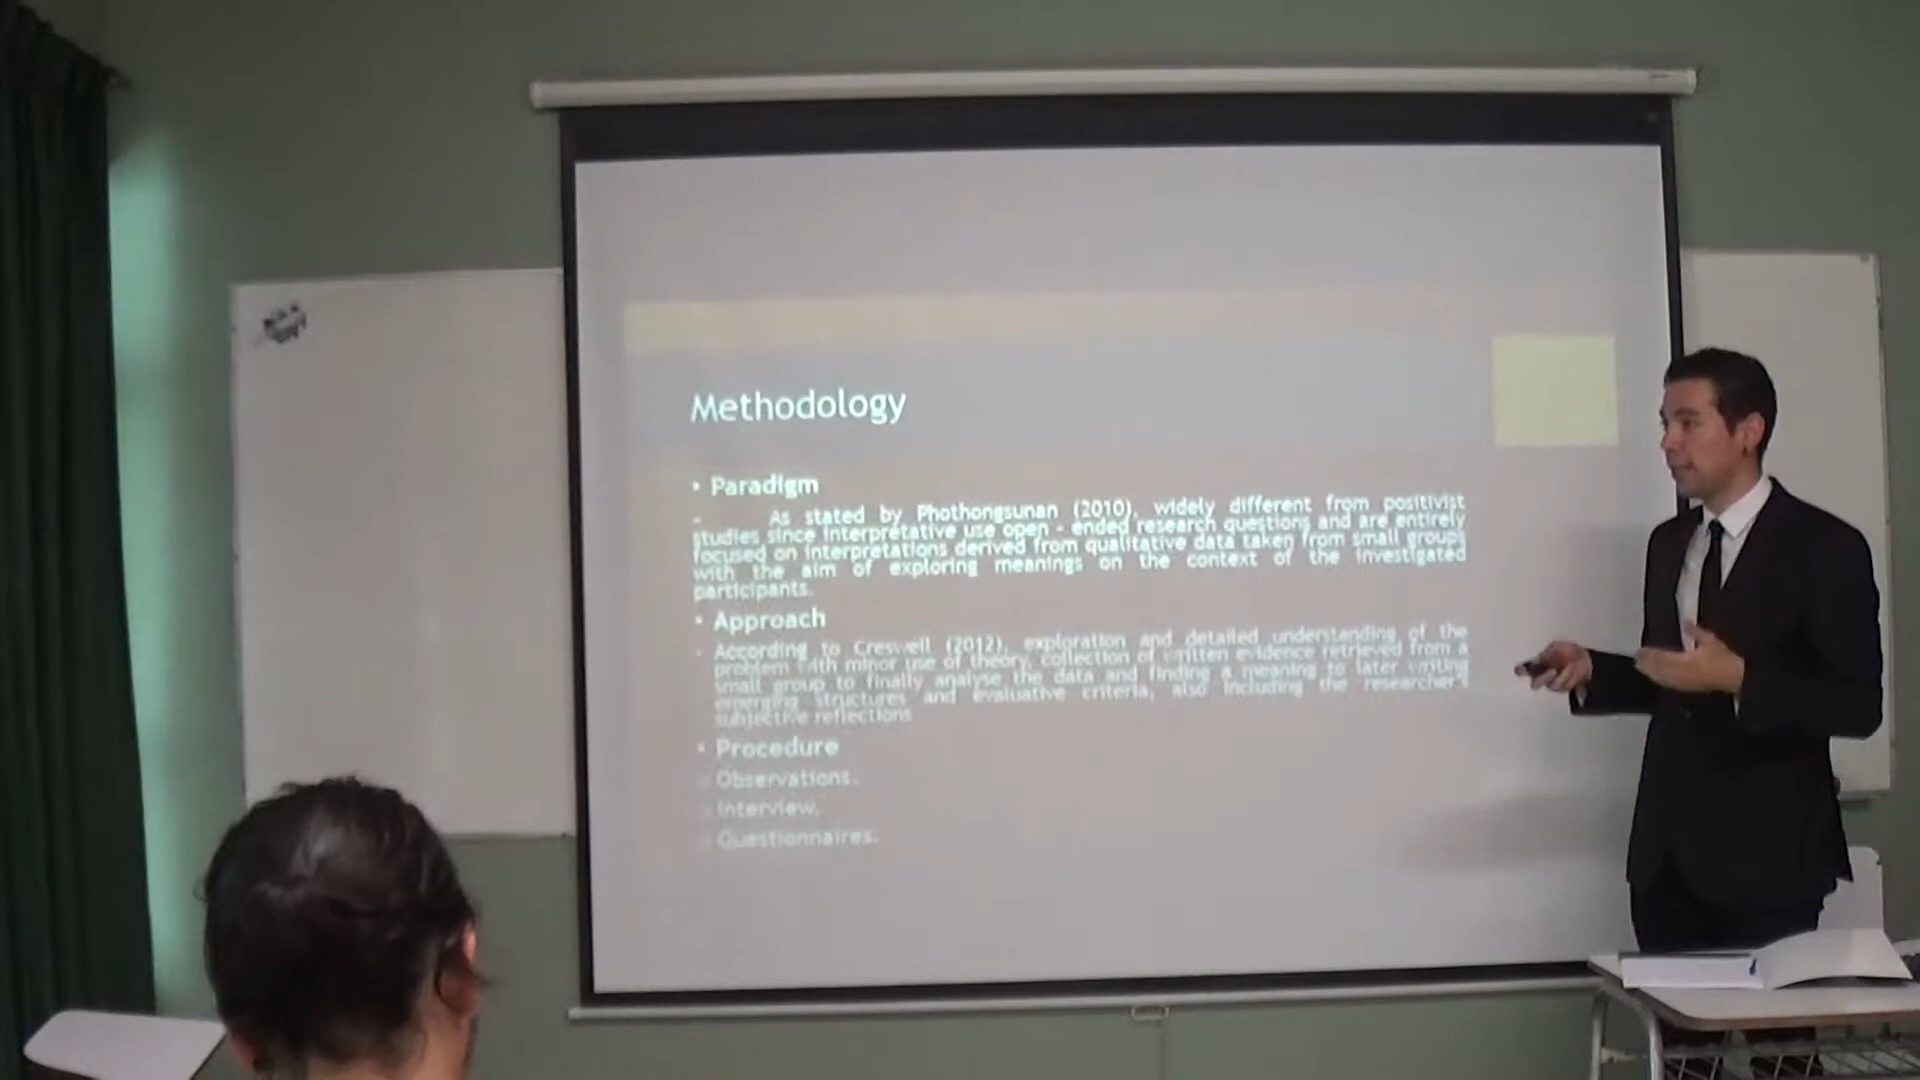 Methodology
• Paradigm
- As stated by Phothongsunan (2010), widely different from positivist
studies since interpretative use open - ended research questions and are entirely
focused on interpretations derived from qualitative data taken from small groups
with the aim of exploring meanings on the context of the investigated
participants.
• Approach
- According to Creswell (2012), exploration and detailed understanding of the
problem with minor use of theory, collection of written evidence retrieved from a
small group to finally analyse the data and finding a meaning to later writing
emerging structures and evaluative criteria, also including the researcher's
subjective reflections
• Procedure
Observations.
Interview.
Questionnaires.